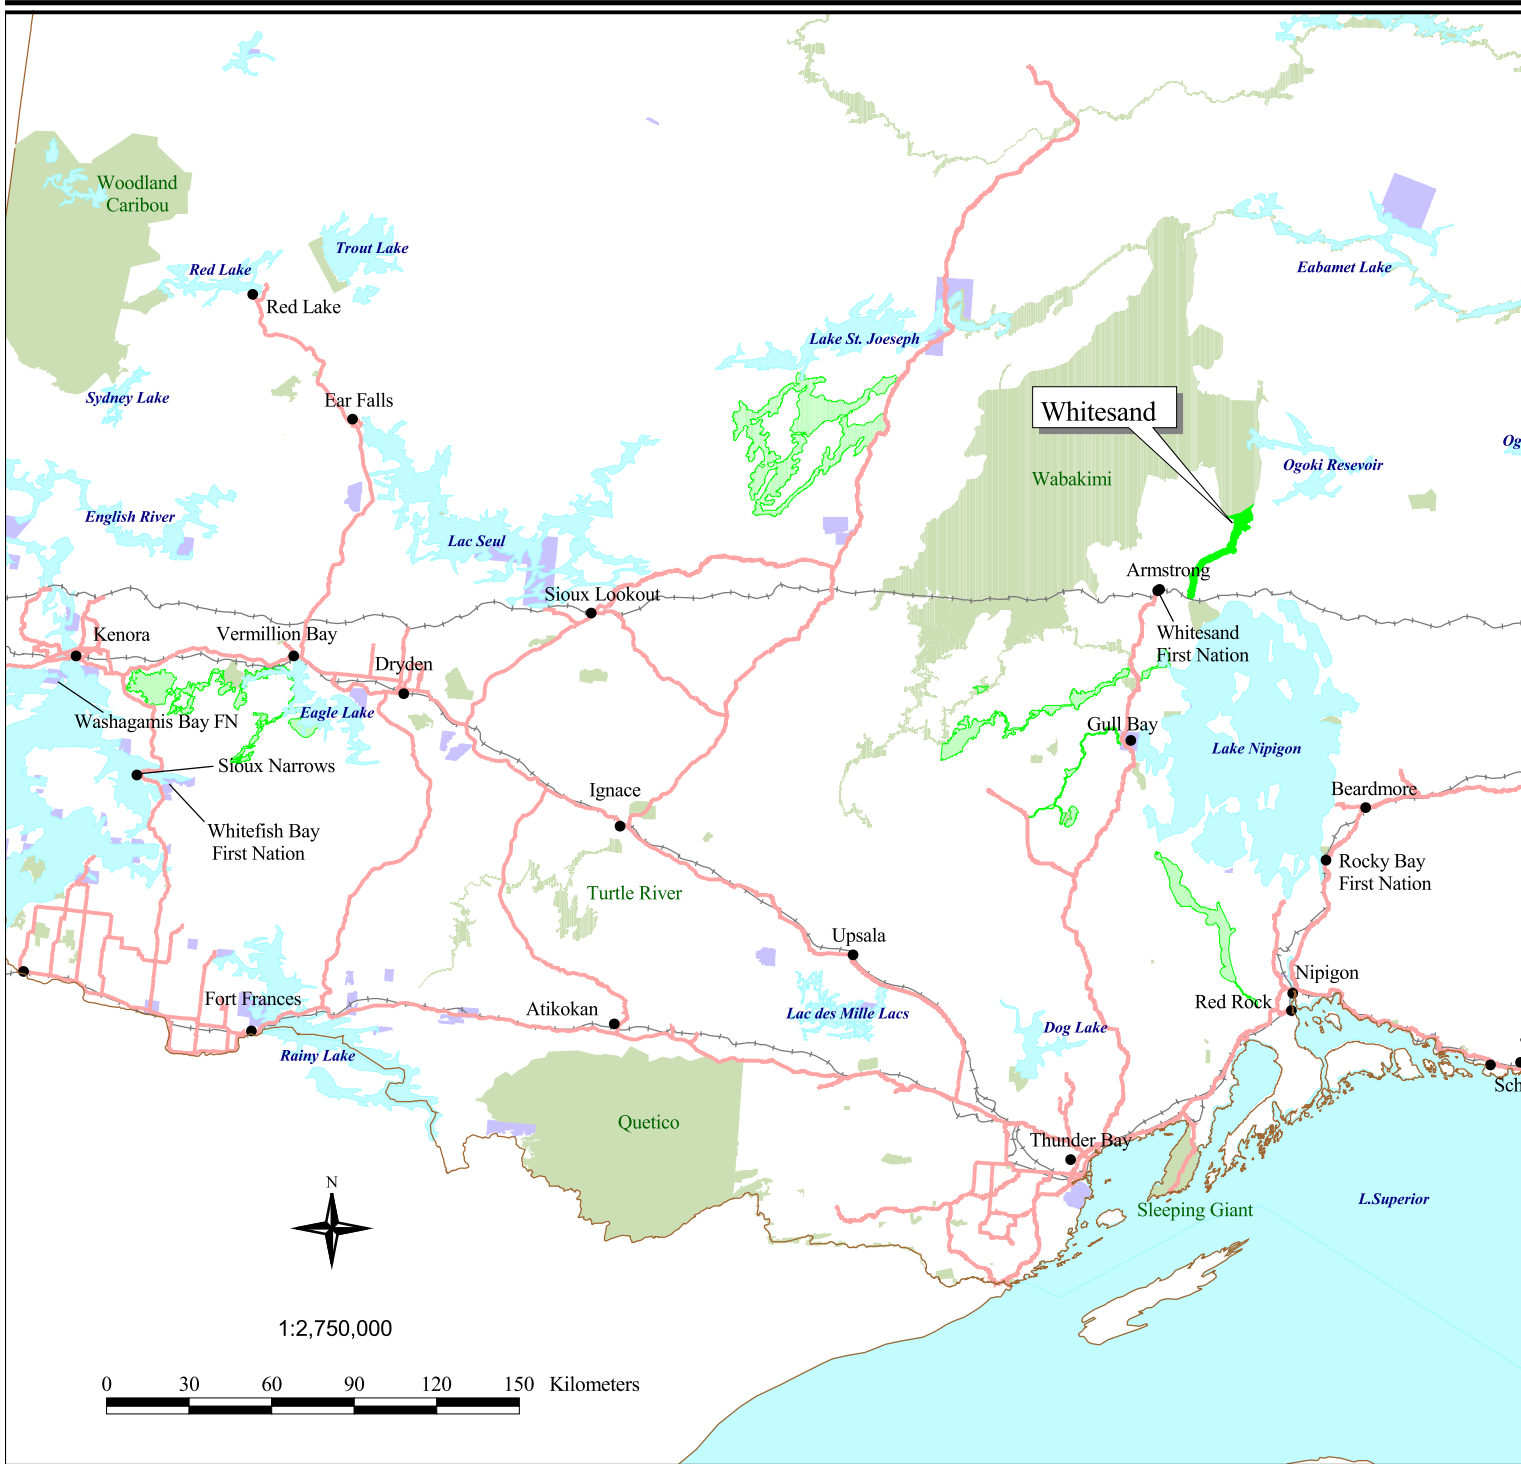 Woodland
Caribou
Trout Lake
Red Lake
Red Lake
Eabamet Lake
Lake St. Joeseph
Sydney Lake
Ear Falls
Whitesand
Og
Ogoki Resevoir
Wabakimi
English River
Lac Seul
Armstrong
Sioux Lookout
Kenora
Vermillion Bay
Whitesand
First Nation
Dryden
Washagamis Bay FN
Eagle Lake
Gull Bay
Lake Nipigon
Sioux Narrows
Ignace
Beardmore
Whitefish Bay
First Nation
Rocky Bay
First Nation
Turtle River
Upsala
Nipigon
Fort Frances
Red Rock
Atikokan
Lac des Mille Lacs
Dog Lake
Rainy Lake
Sch
Quetico
Thunder Bay
N
L.Superior
Sleeping Giant
1:2,750,000
0 30 60 90 120 150 Kilometers